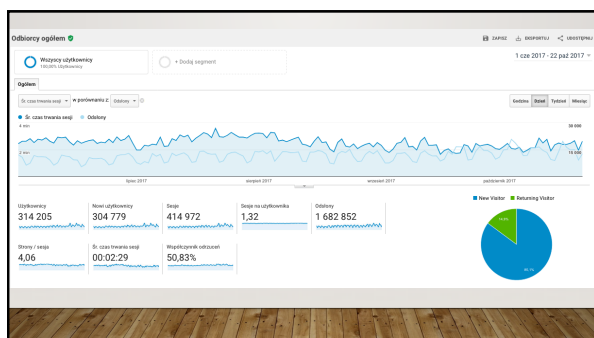 Odbiorcy ogółem
ZAPISZ EKSPORTUJ UDOSTĘPNIJ
1 cze 2017 - 22 paź 2017
Wszyscy użytkownicy
100,00% Użytkownicy
+ Dodaj segment
Ogółem
Śr. czas trwania sesji w porównaniu z: Odsłony
Godzina Dzień Tydzień Miesiąc
Śr. czas trwania sesji Odsłony
4 min 30 000
2 min 15 000
lipiec 2017 sierpień 2017 wrzesień 2017 październik 2017
New Visitor Returning Visitor
Użytkownicy Nowi użytkownicy Sesje Sesje na użytkownika Odsłony
314 205 304 779 414 972 1,32 1 682 852
Strony / sesja Śr. czas trwania sesji Współczynnik odrzuceń
4,06 00:02:29 50,83%